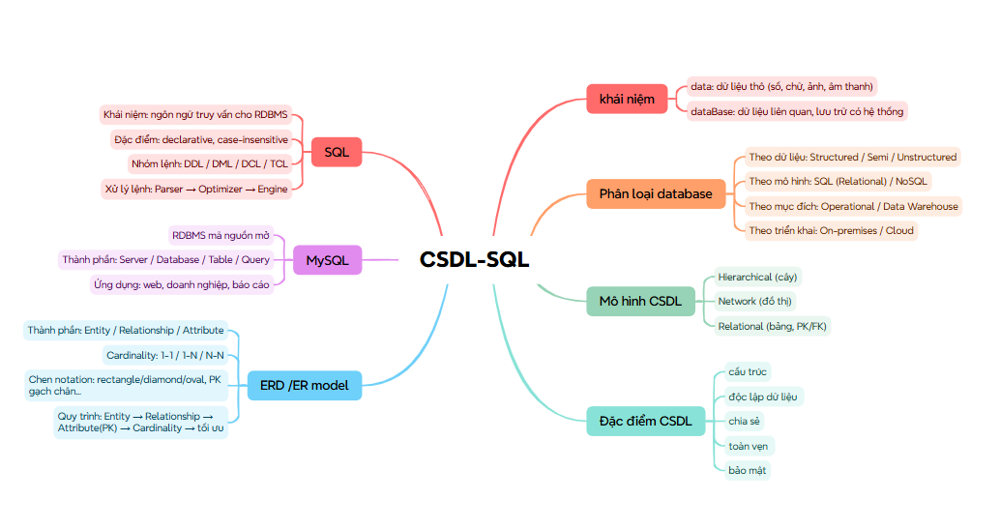 CSDL-SQL
khái niệm
data: dữ liệu thô (số, chữ, ảnh, âm thanh)
dataBase: dữ liệu liên quan, lưu trữ có hệ thống
Phân loại database
Theo dữ liệu: Structured / Semi / Unstructured
Theo mô hình: SQL (Relational) / NoSQL
Theo mục đích: Operational / Data Warehouse
Theo triển khai: On-premises / Cloud
Mô hình CSDL
Hierarchical (cây)
Network (đồ thị)
Relational (bảng, PK/FK)
Đặc điểm CSDL
cấu trúc
độc lập dữ liệu
chia sẻ
toàn vẹn
bảo mật
SQL
Khái niệm: ngôn ngữ truy vấn cho RDBMS
Đặc điểm: declarative, case-insensitive
Nhóm lệnh: DDL / DML / DCL / TCL
Xử lý lệnh: Parser → Optimizer → Engine
MySQL
RDBMS mã nguồn mở
Thành phần: Server / Database / Table / Query
Ứng dụng: web, doanh nghiệp, báo cáo
ERD /ER model
Thành phần: Entity / Relationship / Attribute
Cardinality: 1-1 / 1-N / N-N
Chen notation: rectangle/diamond/oval, PK
gạch chân...
Quy trình: Entity → Relationship →
Attribute(PK) → Cardinality → tối ưu